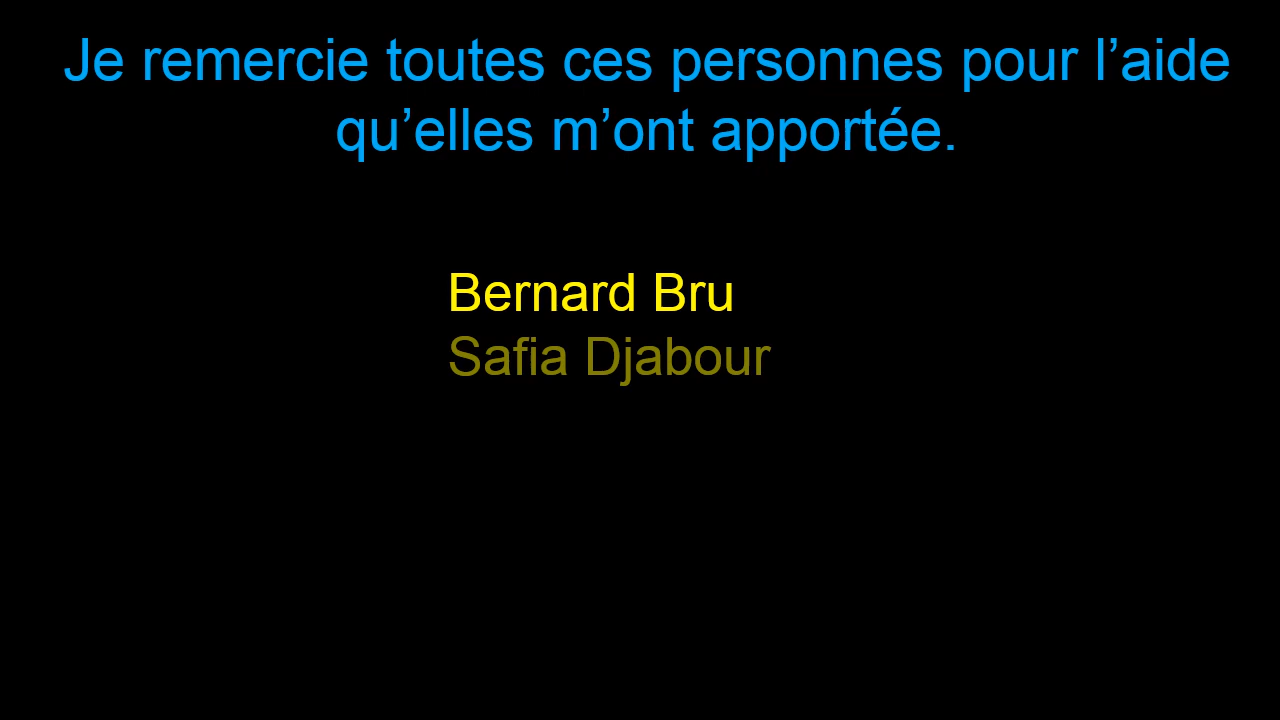 Je remercie toutes ces personnes pour l’aide
qu’elles m’ont apportée.
Bernard Bru
Safia Djabour